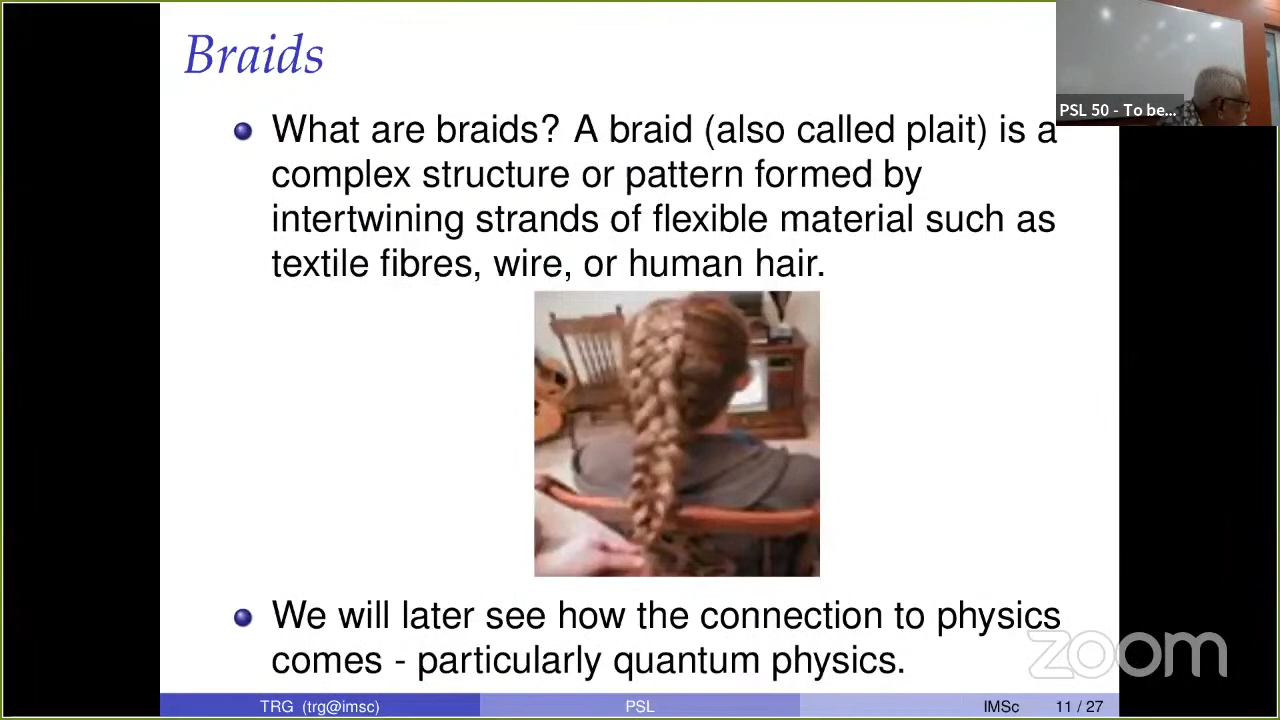 Braids
What are braids? A braid (also called plait) is a
complex structure or pattern formed by
intertwining strands of flexible material such as
textile fibres, wire, or human hair.
We will later see how the connection to physics
comes - particularly quantum physics.
TRG (trg@imsc) PSL IMSc 11 / 27
PSL 50 - To be...
zoom